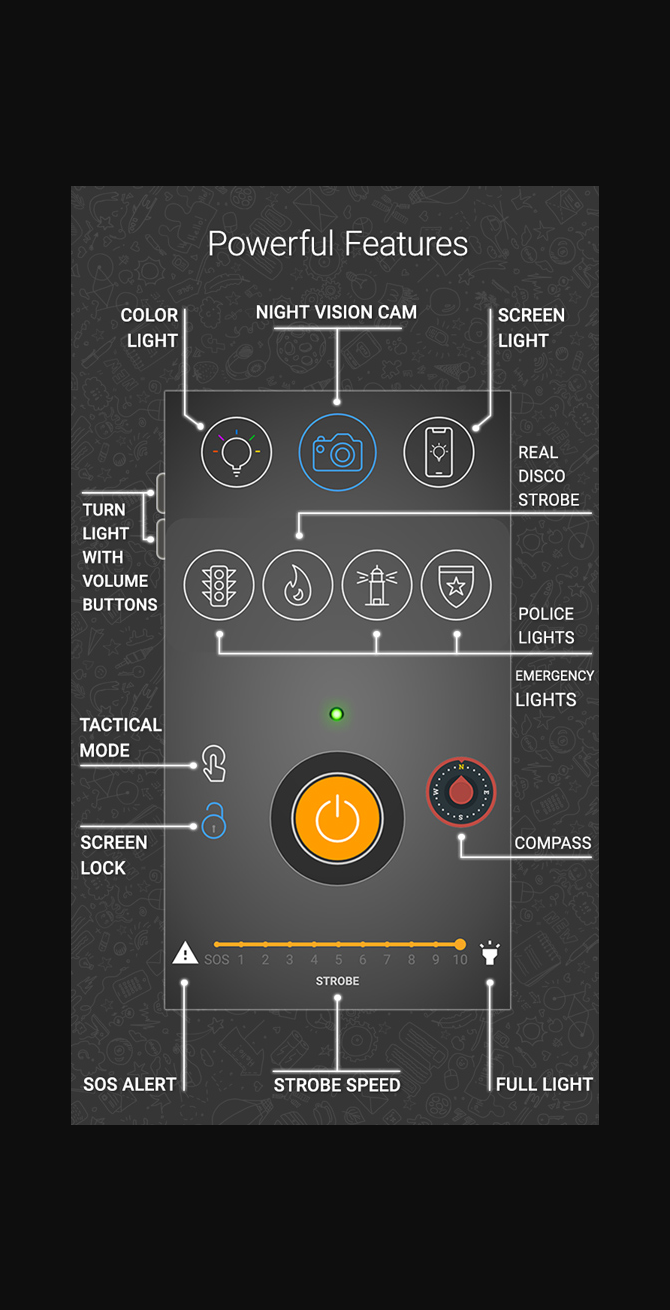 Powerful Features
COLOR
LIGHT
NIGHT VISION CAM
SCREEN
LIGHT
REAL
DISCO
STROBE
TURN
LIGHT
WITH
VOLUME
BUTTONS
POLICE
LIGHTS
EMERGENCY
LIGHTS
TACTICAL
MODE
N
W
E
S
SCREEN
LOCK
COMPASS
SOS 1 2 3 4 5 6 7 8 9 10
STROBE
SOS ALERT
STROBE SPEED
FULL LIGHT